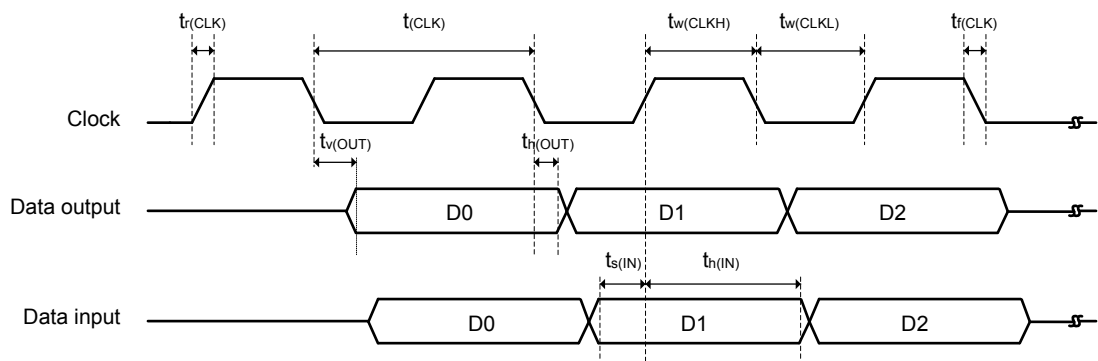 tr(CLK) t(CLK) tw(CLKH) tw(CLKL) tf(CLK)
Clock
tv(OUT) th(OUT)
Data output D0 D1 D2
ts(IN) th(IN)
Data input D0 D1 D2